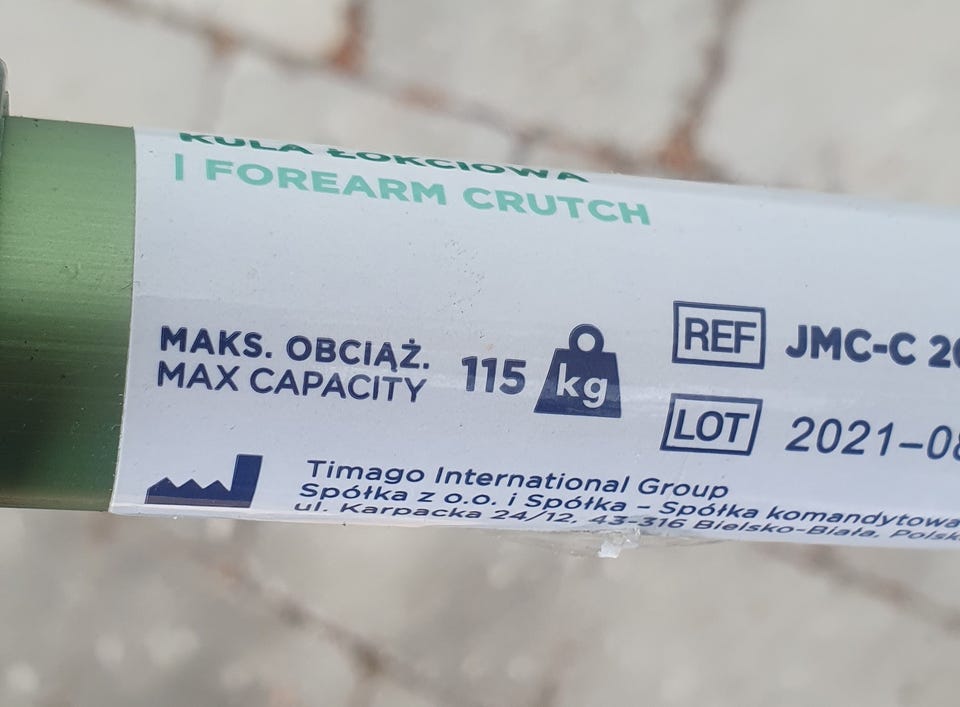 KULA ŁOKCIOWA
| FOREARM CRUTCH
MAKS. OBCIĄŻ.
MAX CAPACITY
115 kg
REF JMC-C
LOT 2021-08
Timago International Group
Spółka z o.o. i Spółka – Spółka komandytowa
ul. Karpacka 24/12, 43-316 Bielsko-Biała,